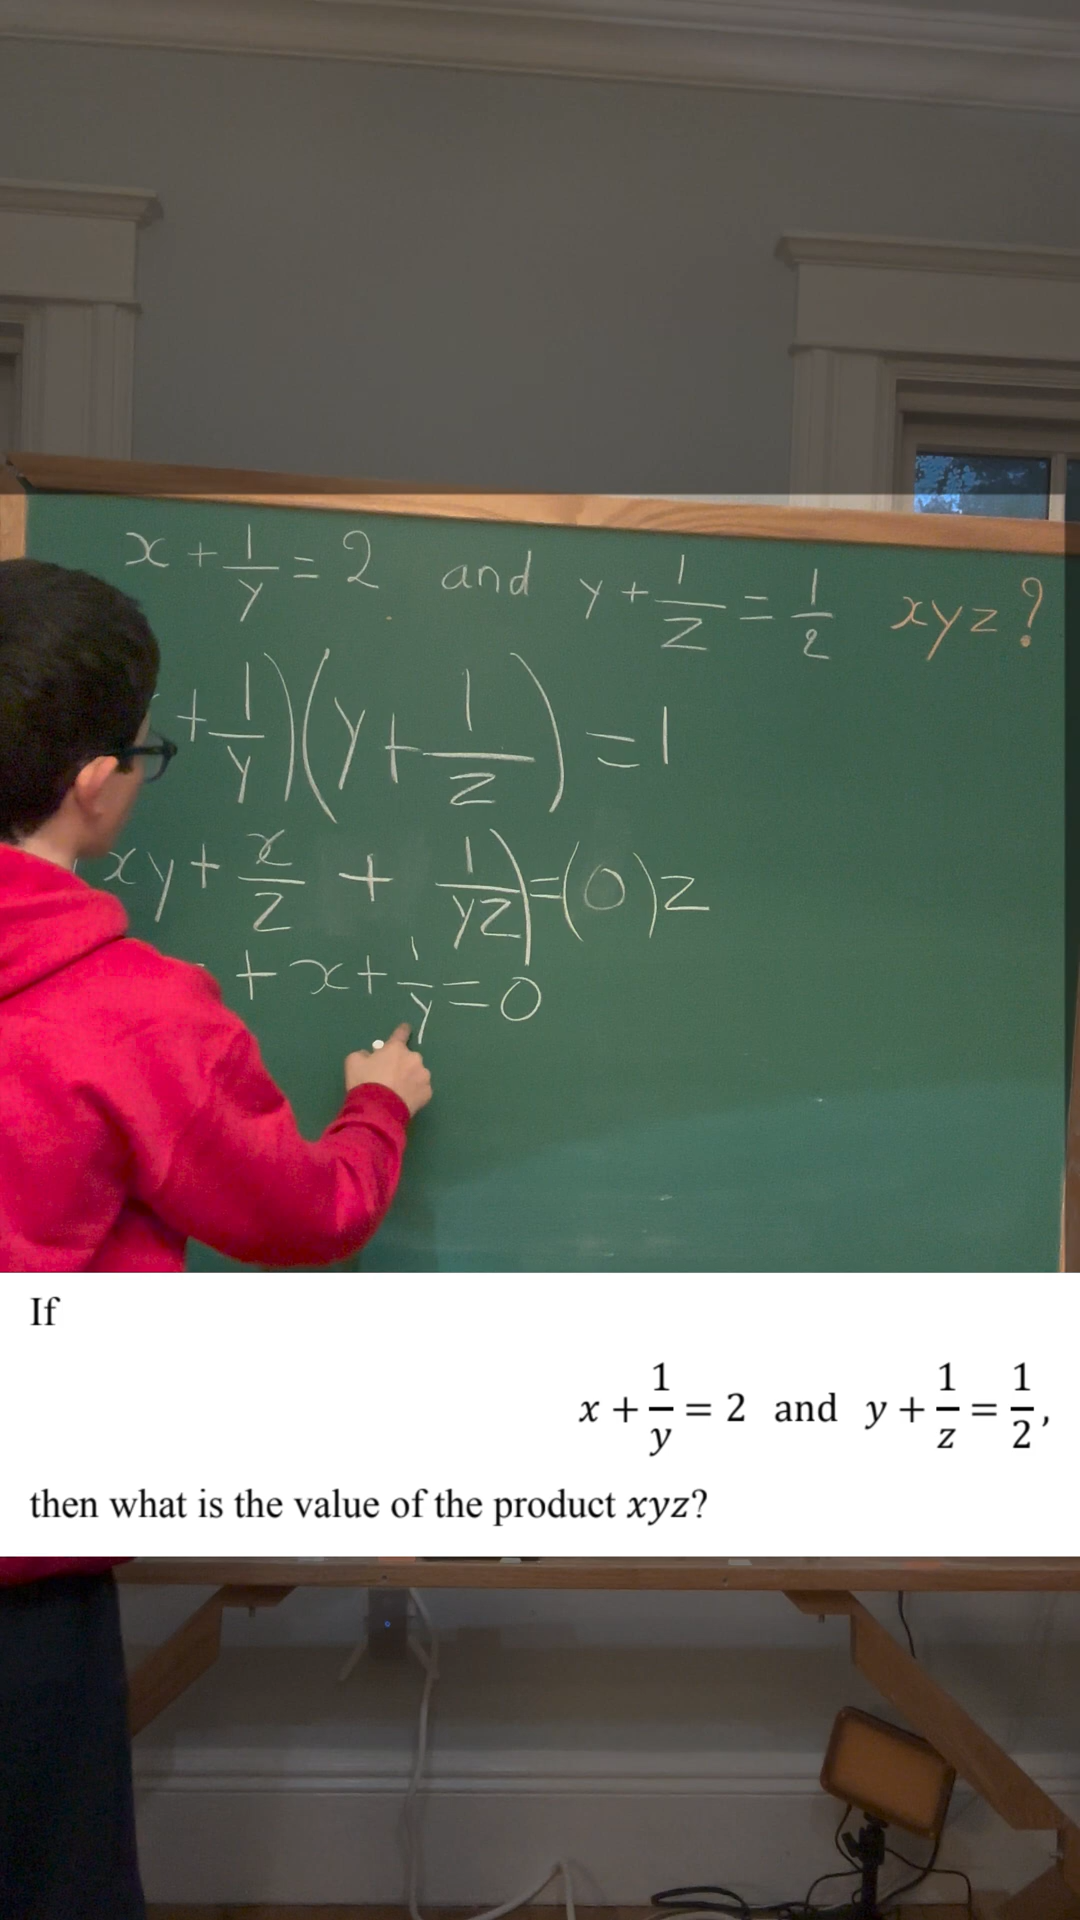 x + 1/y = 2 and y + 1/z = 1/2 xyz?
+ 1/y)(y + 1/z) = 1
xy + x/z + 1/yz) = (0)z
+ x + 1/y = 0
If
x + 1/y = 2 and y + 1/z = 1/2,
then what is the value of the product xyz?